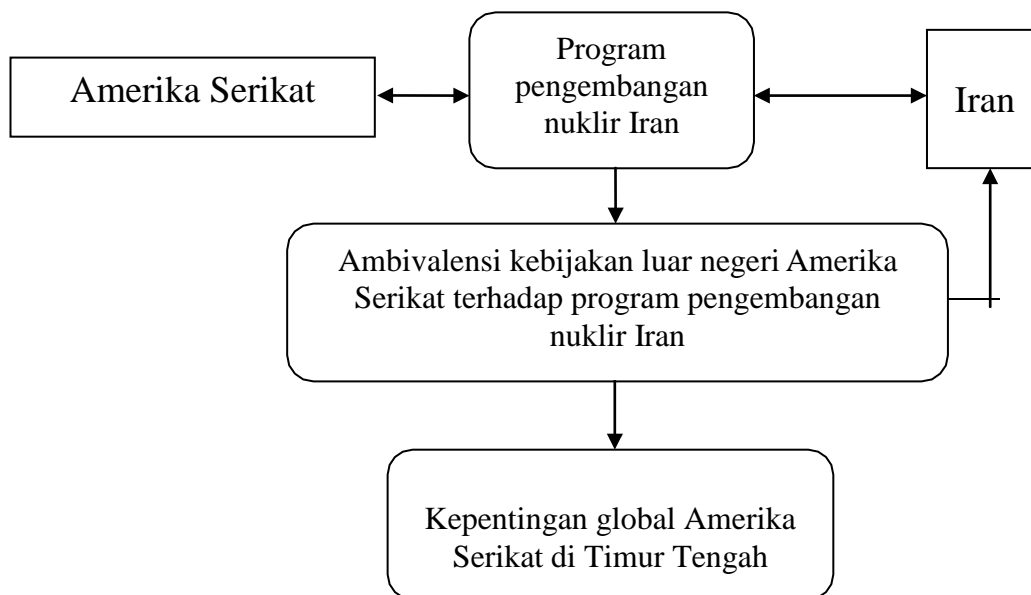 Amerika Serikat
Program
pengembangan
nuklir Iran
Iran
Ambivalensi kebijakan luar negeri Amerika
Serikat terhadap program pengembangan
nuklir Iran
Kepentingan global Amerika
Serikat di Timur Tengah